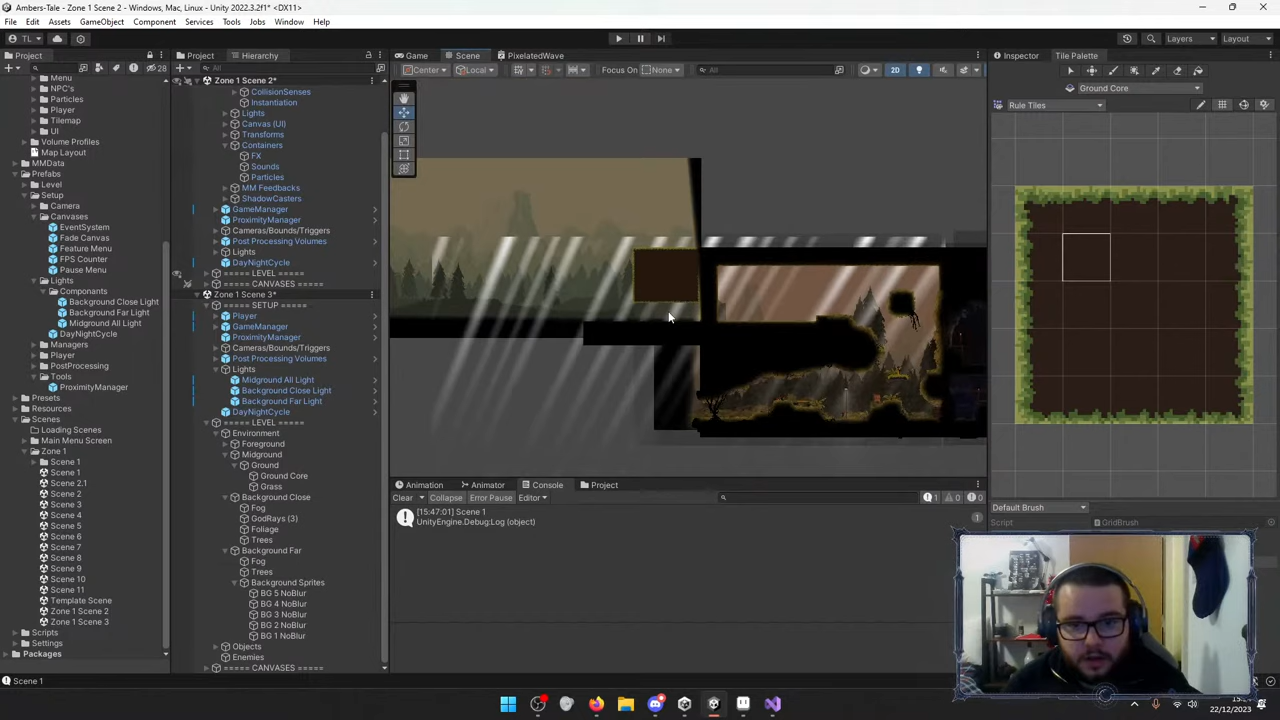 Ambers-Tale - Zone 1 Scene 2 - Windows, Mac, Linux - Unity 2022.3.2f1* <DX11>
File Edit Assets GameObject Services Component Tools Jobs Window Help
TL
Layers
Layout
Project
Project
Hierarchy
Game
Scene
PixelatedWave
Inspector
Tile Palette
28
All
Center
Local
Focus On
None
All
2D
Ground Core
Rule Tiles
Menu
NPC's
Particles
Player
Tilemap
UI
Volume Profiles
Map Layout
MMData
Prefabs
Level
Setup
Camera
Canvases
EventSystem
Fade Canvas
Feature Menu
FPS Counter
Pause Menu
Lights
Componants
Background Close Light
Background Far Light
Midground All Light
DayNightCycle
Managers
Player
PostProcessing
Tools
ProximityManager
Presets
Resources
Scenes
Loading Scenes
Main Menu Screen
Zone 1
Scene 1
Scene 1
Scene 2.1
Scene 2
Scene 3
Scene 4
Scene 5
Scene 6
Scene 7
Scene 8
Scene 9
Scene 10
Scene 11
Template Scene
Zone 1 Scene 2
Zone 1 Scene 3
Scripts
Settings
Packages
Zone 1 Scene 2*
CollisionSenses
Instantiation
Lights
Canvas (UI)
Transforms
Containers
FX
Sounds
Particles
MM Feedbacks
ShadowCasters
GameManager
ProximityManager
Cameras/Bounds/Triggers
Post Processing Volumes
Lights
DayNightCycle
===== LEVEL =====
===== CANVASES =====
Zone 1 Scene 3*
===== SETUP =====
Player
GameManager
ProximityManager
Cameras/Bounds/Triggers
Post Processing Volumes
Lights
Midground All Light
Background Close Light
Background Far Light
DayNightCycle
===== LEVEL =====
Environment
Foreground
Midground
Ground
Ground Core
Grass
Background Close
Fog
GodRays (3)
Foliage
Trees
Background Far
Fog
Trees
Background Sprites
BG 5 NoBlur
BG 4 NoBlur
BG 3 NoBlur
BG 2 NoBlur
BG 1 NoBlur
Objects
Enemies
===== CANVASES =====
Animation
Animator
Console
Project
Clear
Collapse
Error Pause
Editor
1
0
0
[15:47:01] Scene 1
UnityEngine.Debug:Log (object)
1
Default Brush
Script
GridBrush
Scene 1
22/12/2023